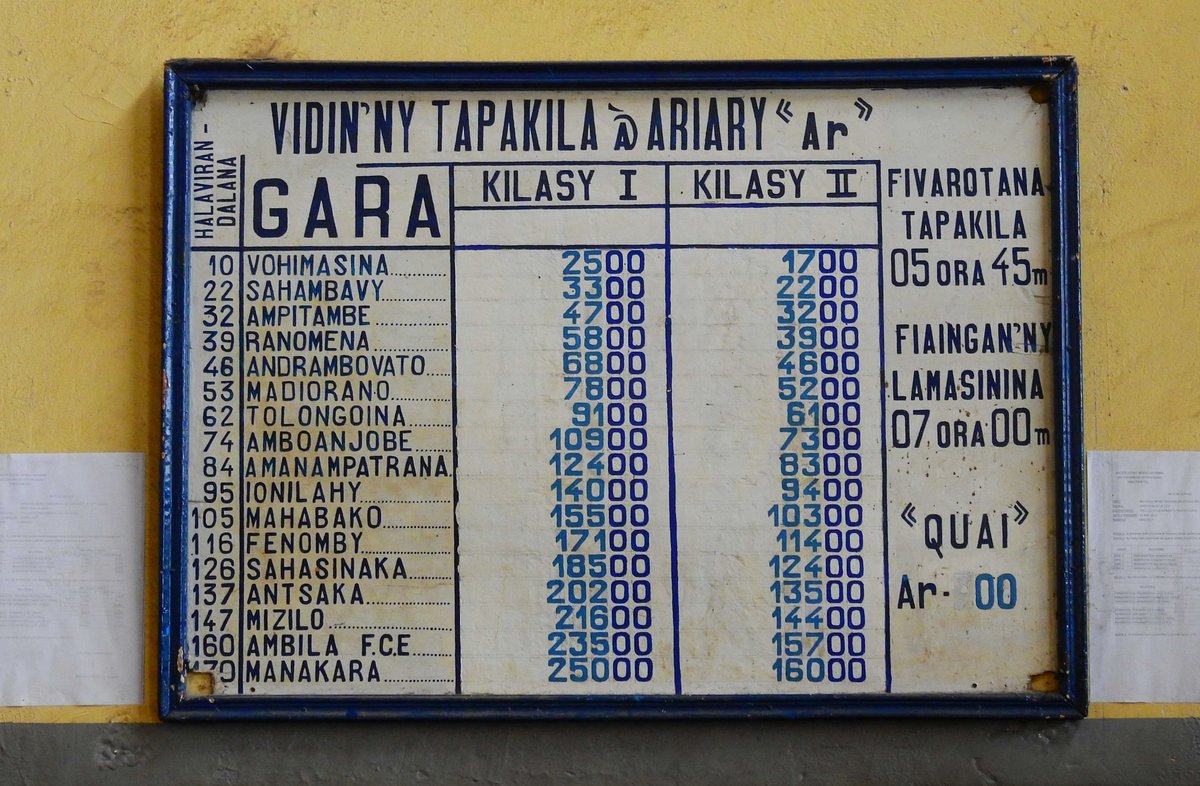 VIDIN'NY TAPAKILA @ ARIARY "Ar"
HALAVIRAN-
DALANA
GARA
KILASY I
KILASY II
10 VOHIMASINA......... 2500 1700
22 SAHAMBAVY......... 3300 2200
32 AMPITAMBE......... 4700 3200
39 RANOMENA......... 5800 3900
46 ANDRAMBOVATO.... 6800 4600
53 MADIORANO......... 7800 5200
62 TOLONGOINA....... 9100 6100
74 AMBOANJOBE....... 10900 7300
84 AMANAMPATRANA 12400 8300
95 IONILAHY............ 14000 9400
105 MAHABAKO......... 15500 10300
116 FENOMBY............ 17100 11400
126 SAHASINAKA....... 18500 12400
137 ANTSAKA............ 20200 13500
147 MIZILO................ 21600 14400
160 AMBILA F.C.E....... 23500 15700
170 MANAKARA.......... 25000 16000
FIVAROTANA
TAPAKILA
05 ORA 45m
FIAINGAN'NY
LAMASININA
07 ORA 00m
"QUAI"
Ar- 00